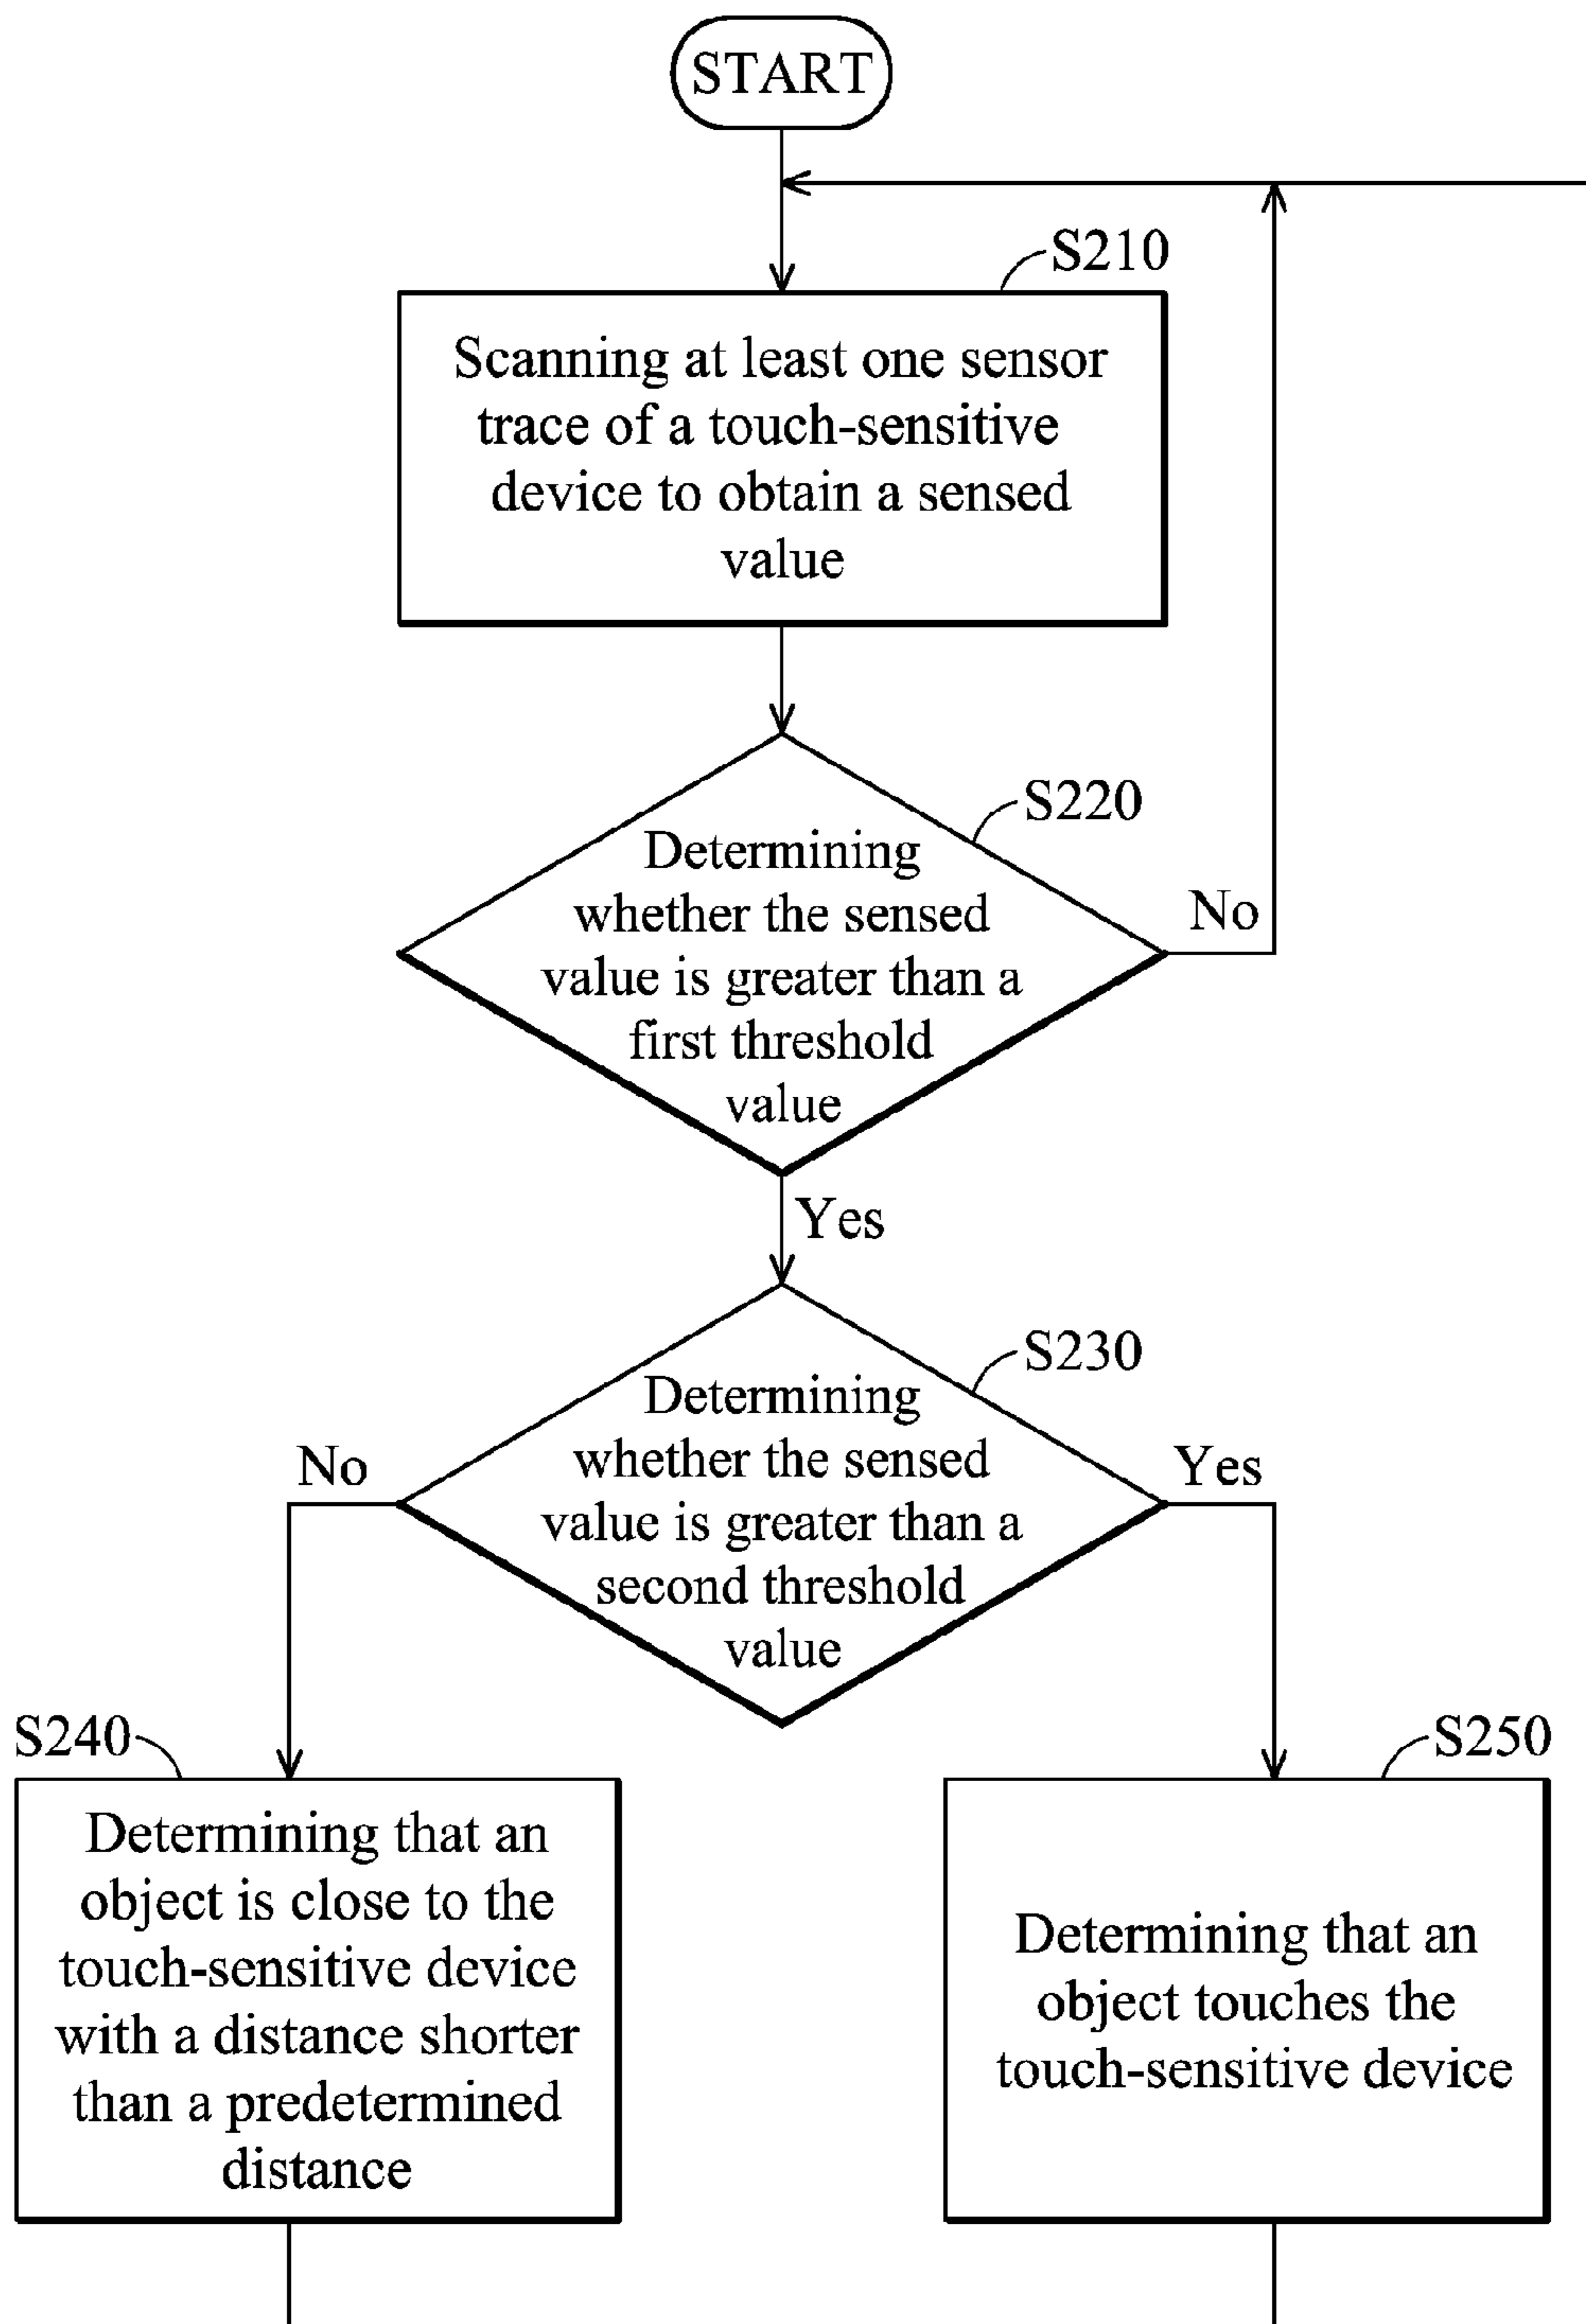 START
S210
Scanning at least one sensor
trace of a touch-sensitive
device to obtain a sensed
value
S220
Determining
whether the sensed
value is greater than a
first threshold
value
No
Yes
S230
Determining
whether the sensed
value is greater than a
second threshold
value
No
Yes
S240
Determining that an
object is close to the
touch-sensitive device
with a distance shorter
than a predetermined
distance
S250
Determining that an
object touches the
touch-sensitive device